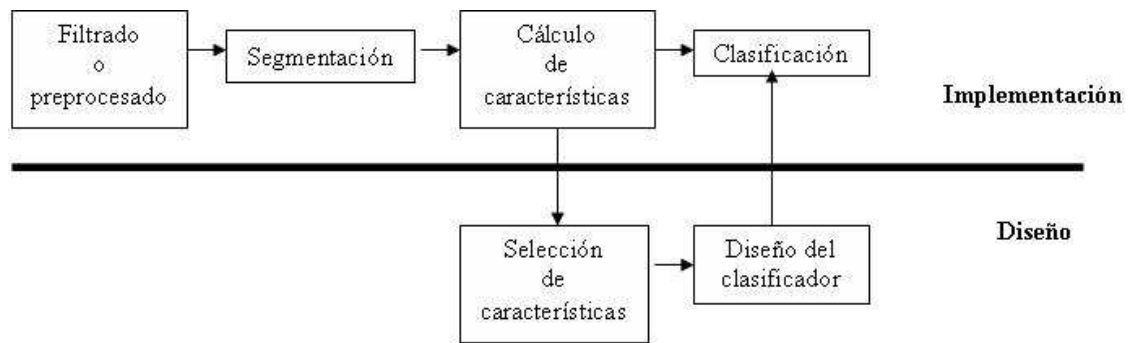 Filtrado
o
preprocesado
Segmentación
Cálculo
de
características
Clasificación
Implementación
Selección
de
características
Diseño del
clasificador
Diseño